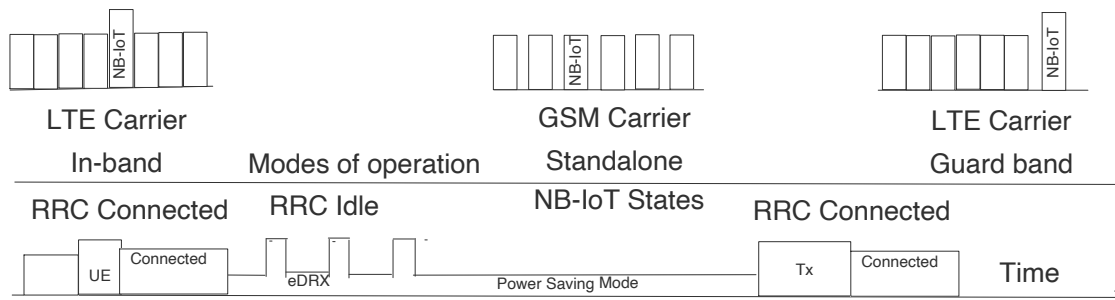 NB-IoT
NB-IoT
NB-IoT
LTE Carrier
GSM Carrier
LTE Carrier
In-band
Modes of operation
Standalone
Guard band
RRC Connected
RRC Idle
NB-IoT States
RRC Connected
UE
Connected
eDRX
Power Saving Mode
Tx
Connected
Time